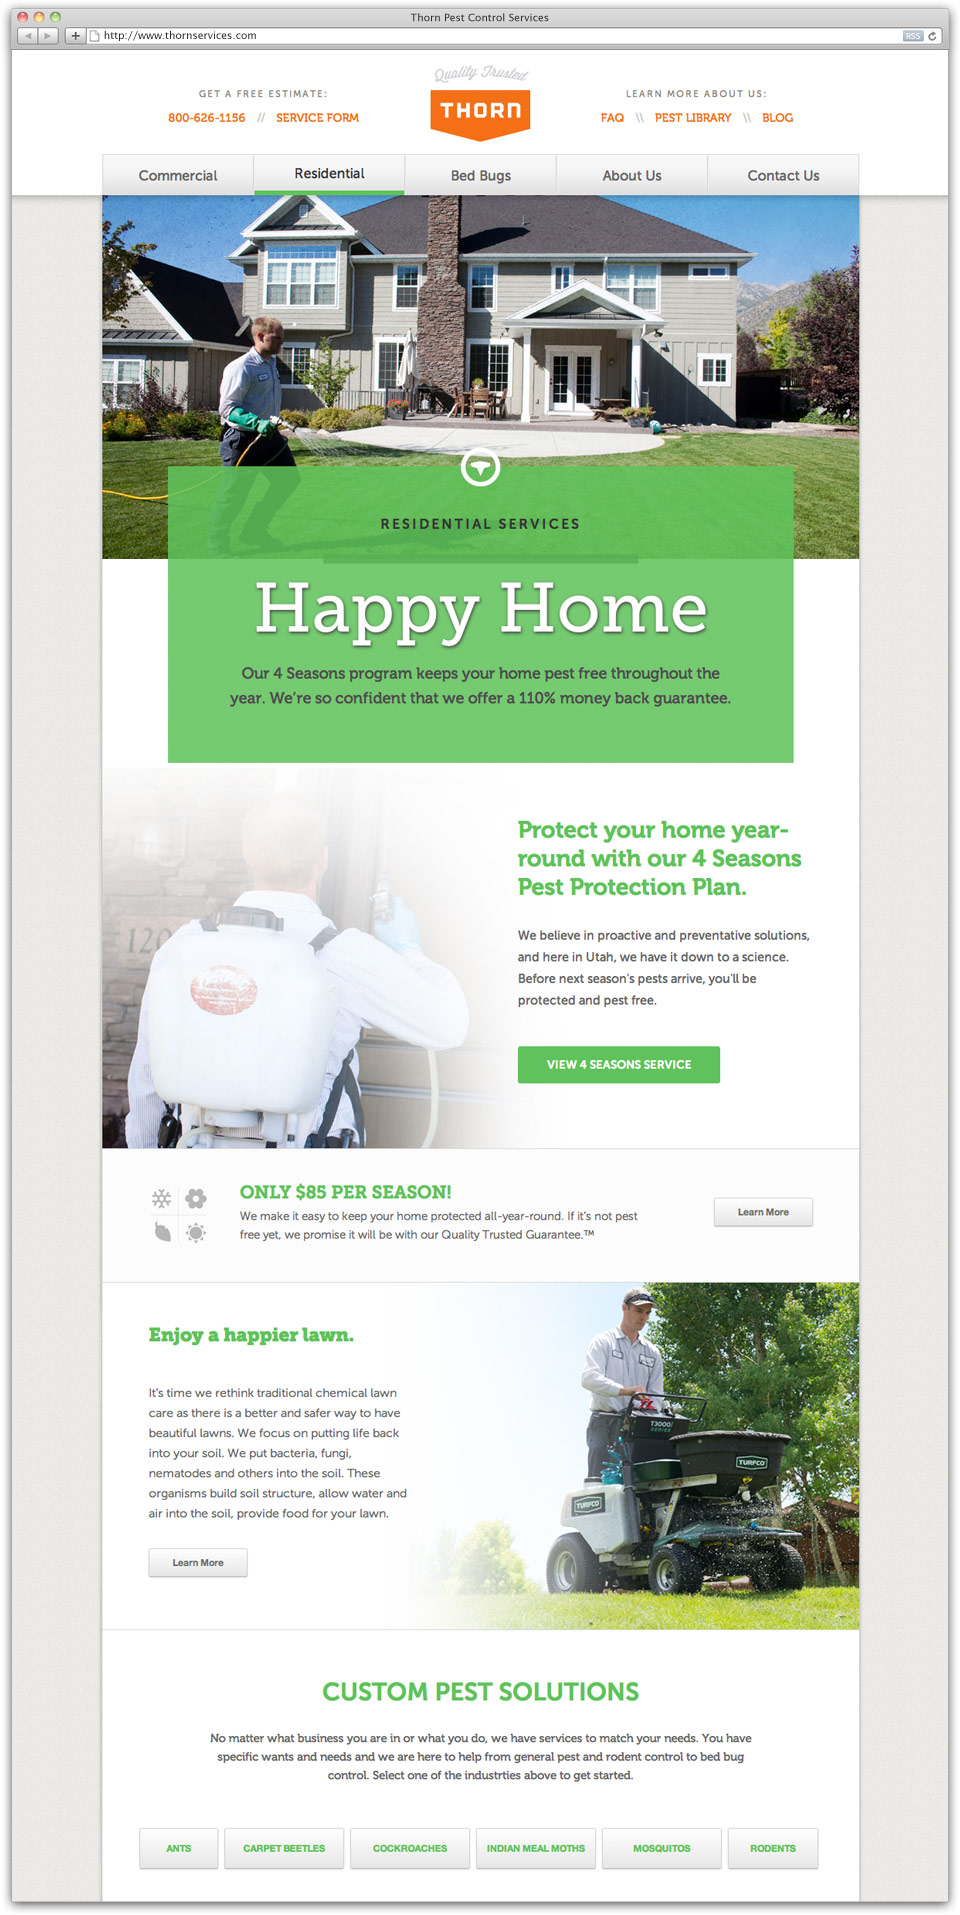 Thorn Pest Control Services
http://www.thornservices.com
RSS
Quality Trusted
GET A FREE ESTIMATE:
800-626-1156 // SERVICE FORM
THORN
LEARN MORE ABOUT US:
FAQ \\ PEST LIBRARY \\ BLOG
Commercial
Residential
Bed Bugs
About Us
Contact Us
RESIDENTIAL SERVICES
Happy Home
Our 4 Seasons program keeps your home pest free throughout the
year. We're so confident that we offer a 110% money back guarantee.
120
Protect your home year-
round with our 4 Seasons
Pest Protection Plan.
We believe in proactive and preventative solutions,
and here in Utah, we have it down to a science.
Before next season's pests arrive, you'll be
protected and pest free.
VIEW 4 SEASONS SERVICE
ONLY $85 PER SEASON!
We make it easy to keep your home protected all-year-round. If it's not pest
free yet, we promise it will be with our Quality Trusted Guarantee.™
Learn More
Enjoy a happier lawn.
It's time we rethink traditional chemical lawn
care as there is a better and safer way to have
beautiful lawns. We focus on putting life back
into your soil. We put bacteria, fungi,
nematodes and others into the soil. These
organisms build soil structure, allow water and
air into the soil, provide food for your lawn.
Learn More
T3000i
SERIES
TURFCO
TURFCO
CUSTOM PEST SOLUTIONS
No matter what business you are in or what you do, we have services to match your needs. You have
specific wants and needs and we are here to help from general pest and rodent control to bed bug
control. Select one of the industrties above to get started.
ANTS
CARPET BEETLES
COCKROACHES
INDIAN MEAL MOTHS
MOSQUITOS
RODENTS